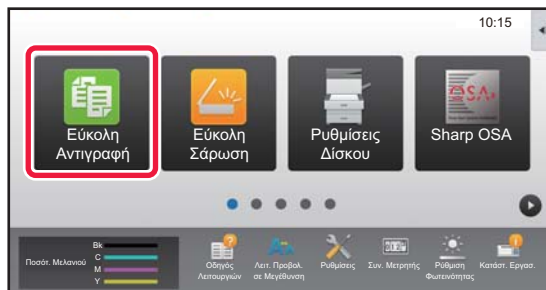 10:15
Εύκολη
Αντιγραφή
Εύκολη
Σάρωση
Ρυθμίσεις
Δίσκου
Sharp OSA
OSA
Ποσότ. Μελανιού
Bk
C
M
Y
Οδηγός
Λειτουργιών
Λειτ. Προβολ.
σε Μεγέθυνση
Ρυθμίσεις
Συν. Μετρητής
Ρύθμιση
Φωτεινότητας
Κατάστ. Εργασ.